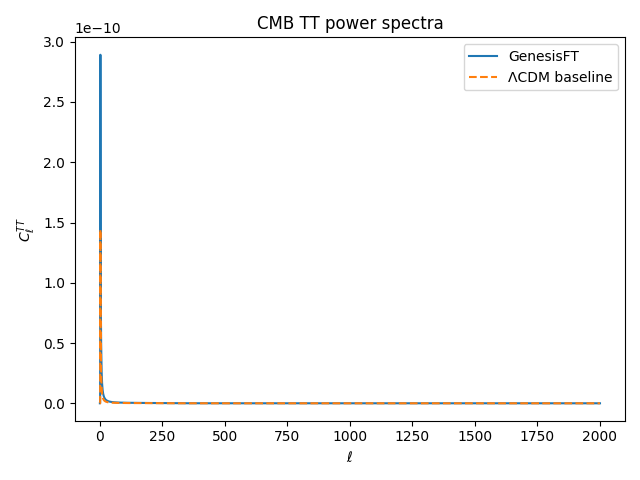 CMB TT power spectra
1e−10
3.0
2.5
2.0
1.5
1.0
0.5
0.0
C_ℓ^{TT}
GenesisFT
ΛCDM baseline
0 250 500 750 1000 1250 1500 1750 2000
ℓ